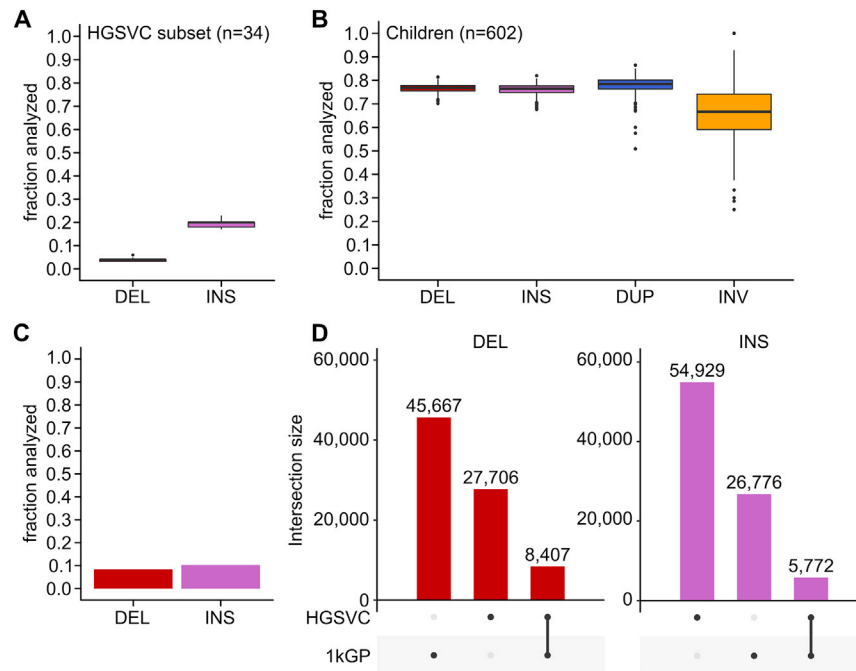 A
HGSVC subset (n=34)
fraction analyzed
1.0
0.9
0.8
0.7
0.6
0.5
0.4
0.3
0.2
0.1
0.0
DEL INS
B
Children (n=602)
fraction analyzed
1.0
0.9
0.8
0.7
0.6
0.5
0.4
0.3
0.2
0.1
0.0
DEL INS DUP INV
C
fraction analyzed
1.0
0.9
0.8
0.7
0.6
0.5
0.4
0.3
0.2
0.1
0.0
DEL INS
D
DEL
Intersection size
60,000
40,000
20,000
0
45,667
27,706
8,407
HGSVC
1kGP
INS
60,000
40,000
20,000
0
54,929
26,776
5,772